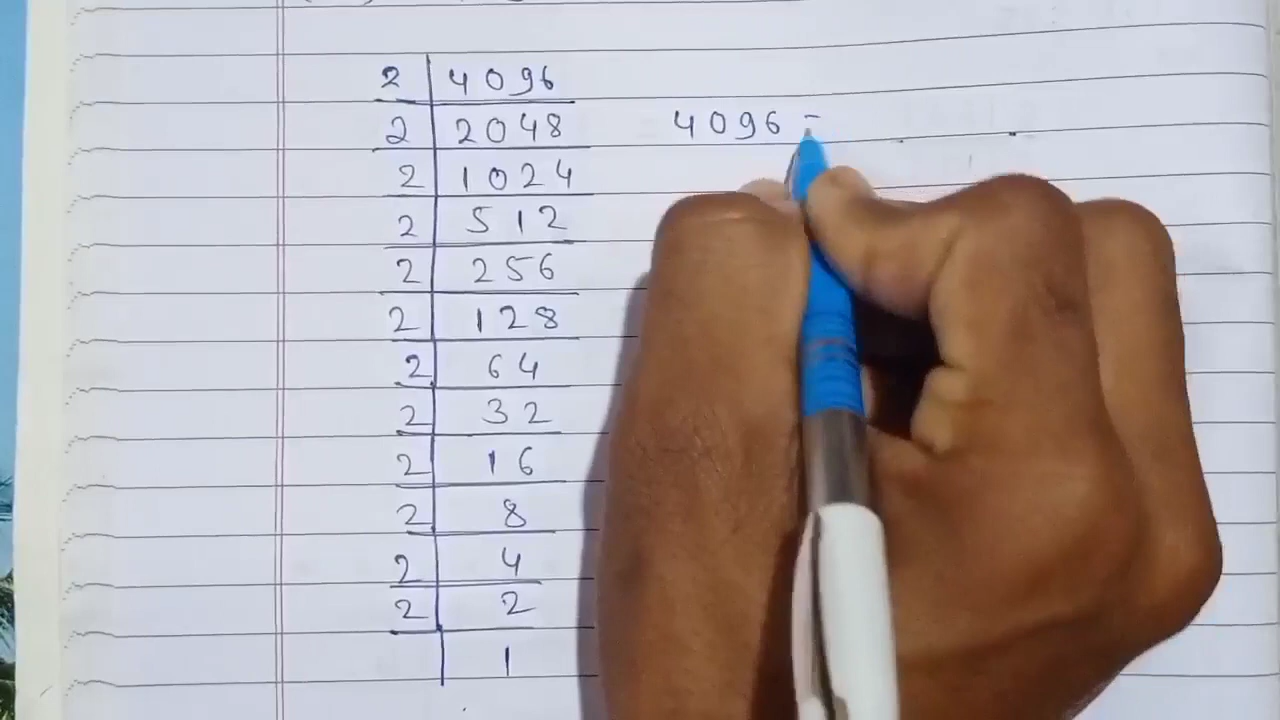 2 | 4096
2 | 2048
4096 =
2 | 1024
2 | 512
2 | 256
2 | 128
2 | 64
2 | 32
2 | 16
2 | 8
2 | 4
2 | 2
| 1